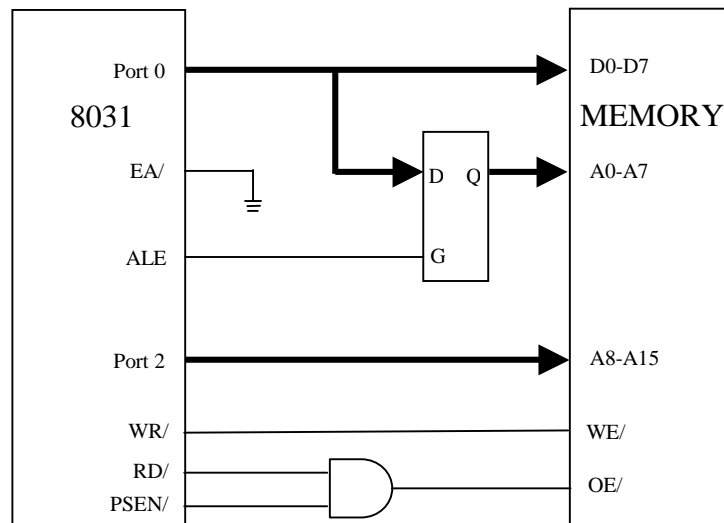 Port 0
D0-D7
8031
MEMORY
EA/
D
Q
A0-A7
ALE
G
Port 2
A8-A15
WR/
WE/
RD/
OE/
PSEN/